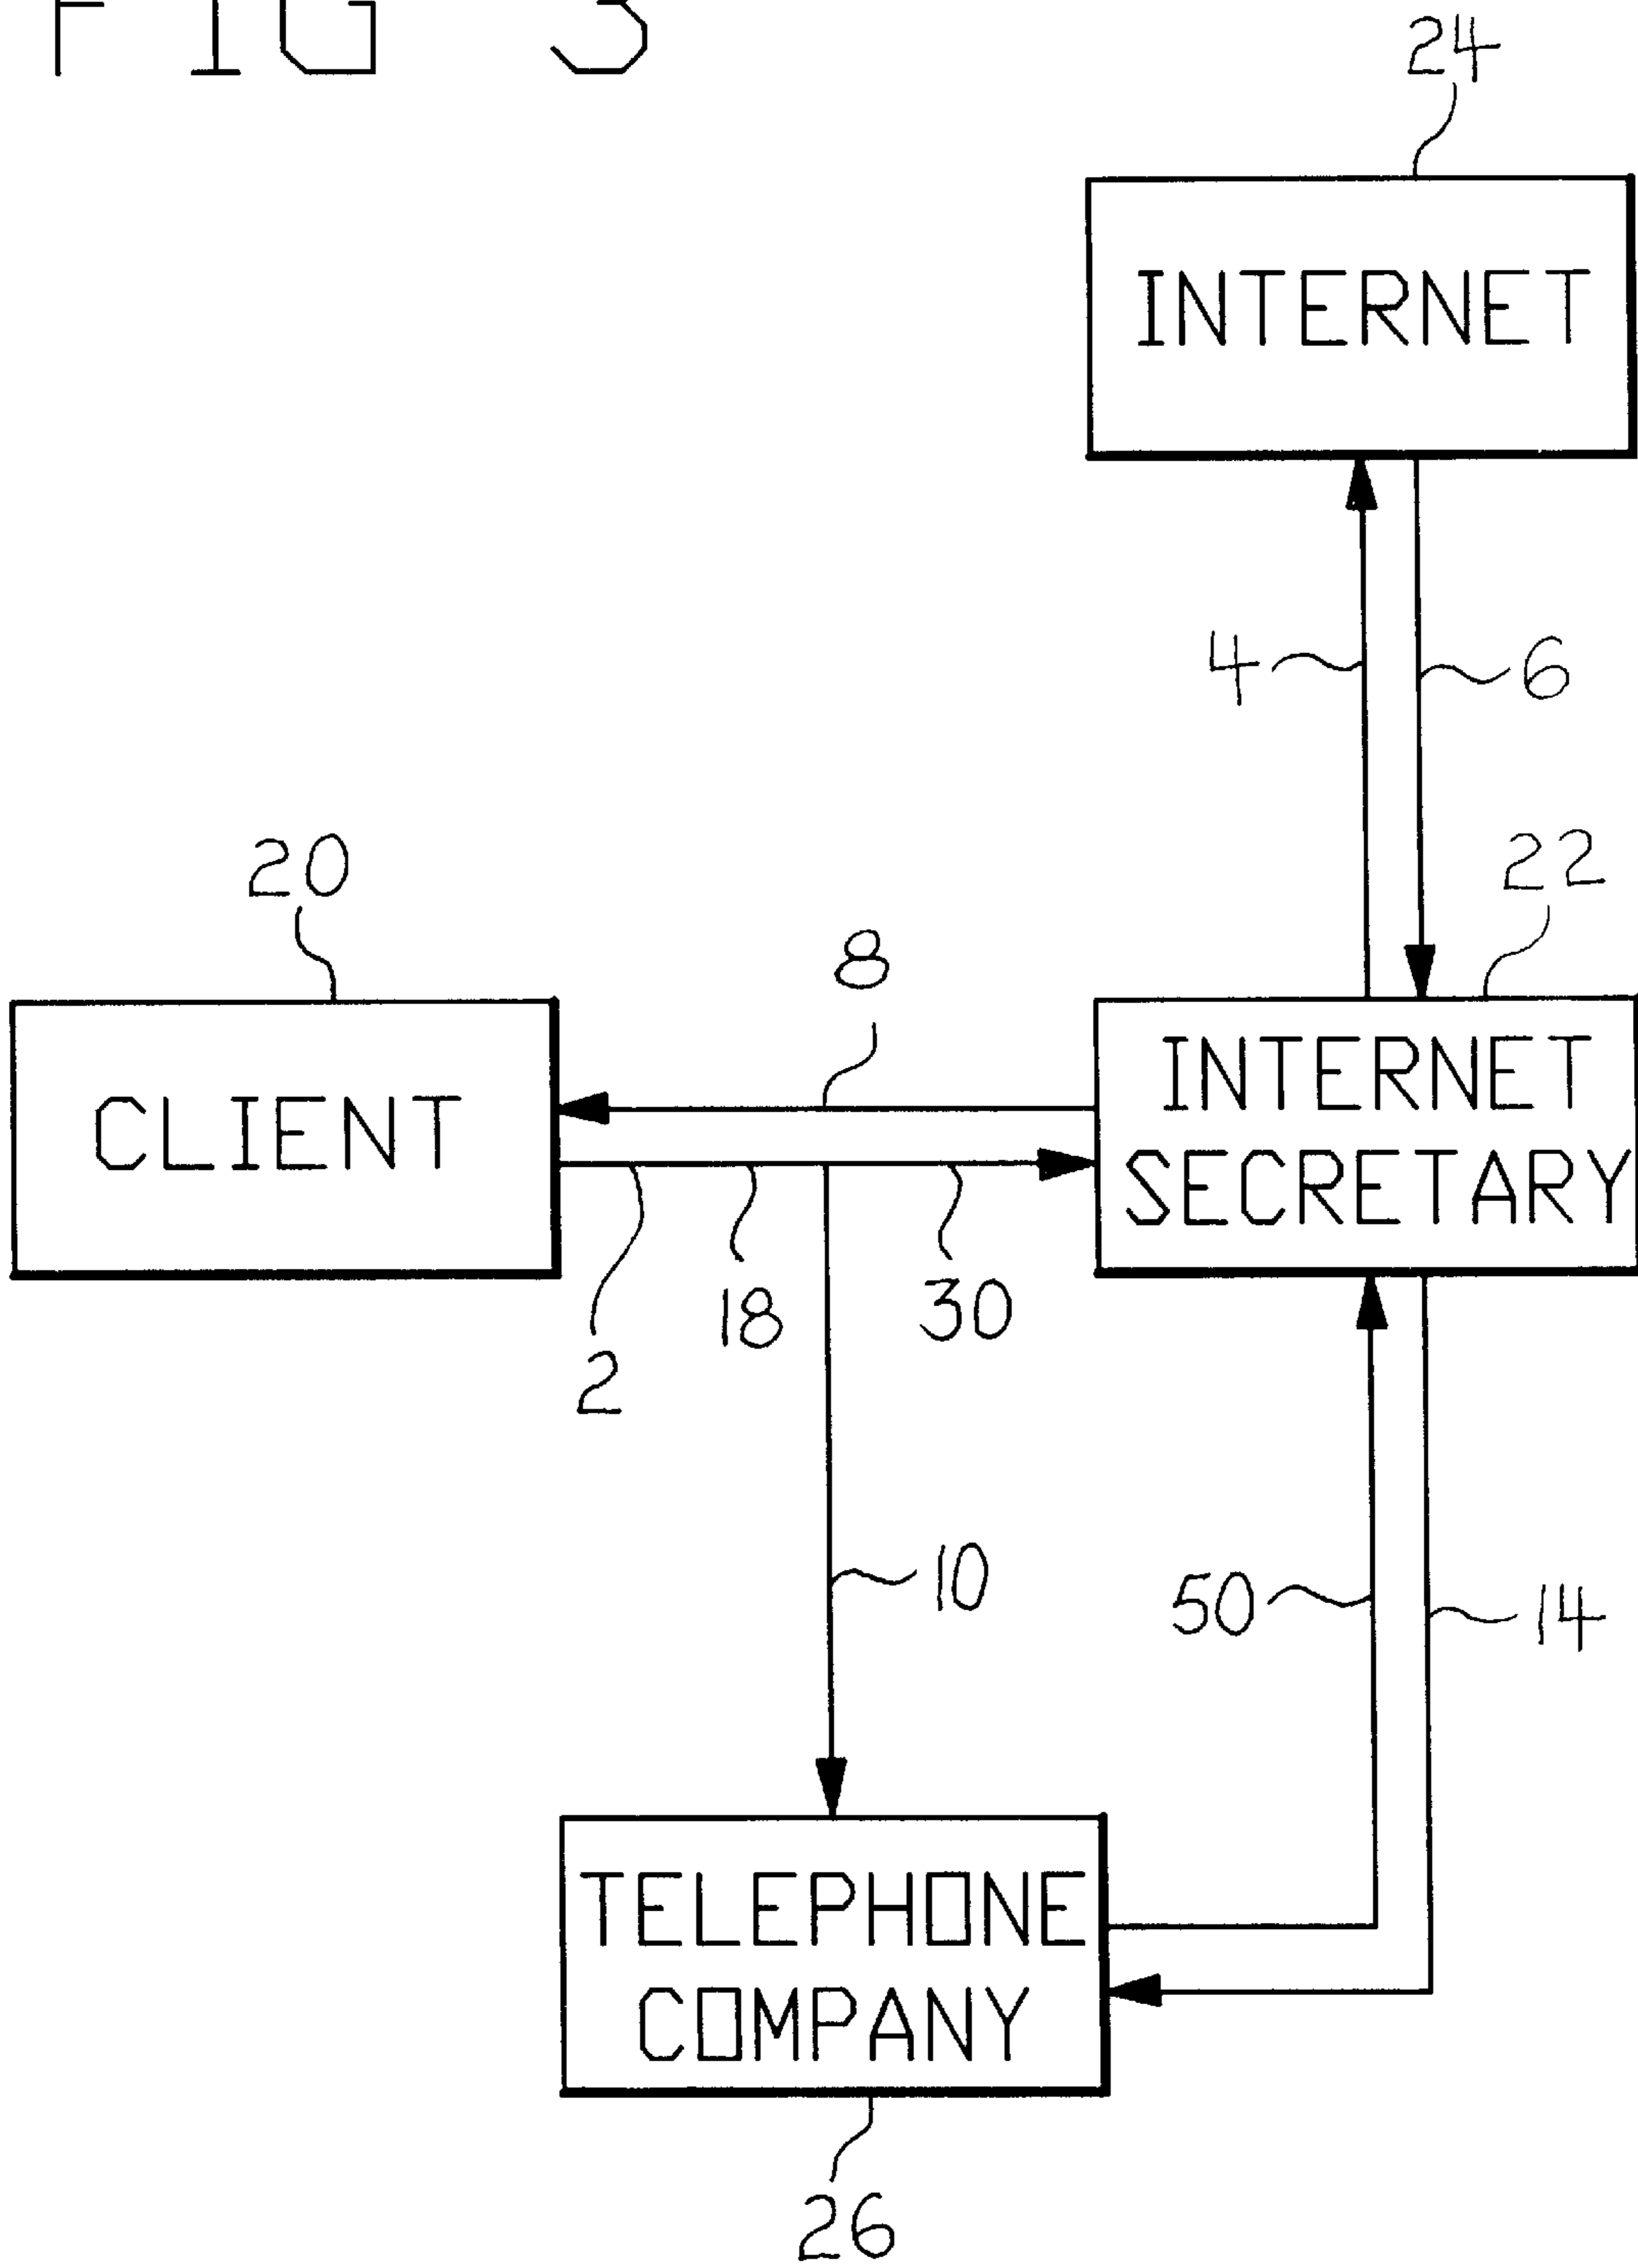 FIG 3
24
INTERNET
4
6
20
22
8
CLIENT
INTERNET
SECRETARY
2
18
30
10
50
14
TELEPHONE
COMPANY
26